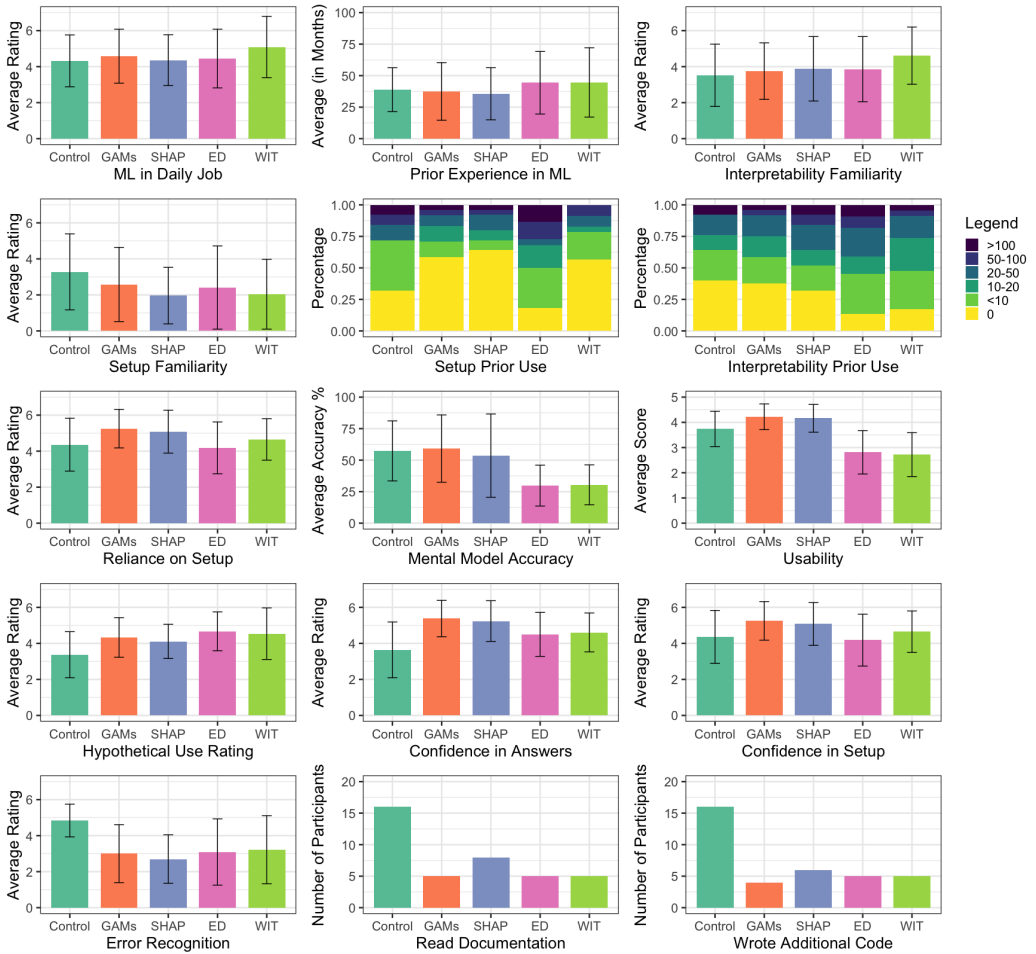 Average Rating
6
4
2
0
Control GAMs SHAP ED WIT
ML in Daily Job
Average (in Months)
100
75
50
25
0
Control GAMs SHAP ED WIT
Prior Experience in ML
Average Rating
6
4
2
0
Control GAMs SHAP ED WIT
Interpretability Familiarity
Average Rating
6
4
2
0
Control GAMs SHAP ED WIT
Setup Familiarity
Percentage
1.00
0.75
0.50
0.25
0.00
Control GAMs SHAP ED WIT
Setup Prior Use
Percentage
1.00
0.75
0.50
0.25
0.00
Control GAMs SHAP ED WIT
Interpretability Prior Use
Legend
>100
50-100
20-50
10-20
<10
0
Average Rating
6
4
2
0
Control GAMs SHAP ED WIT
Reliance on Setup
Average Accuracy %
100
75
50
25
0
Control GAMs SHAP ED WIT
Mental Model Accuracy
Average Score
5
4
3
2
1
0
Control GAMs SHAP ED WIT
Usability
Average Rating
6
4
2
0
Control GAMs SHAP ED WIT
Hypothetical Use Rating
Average Rating
6
4
2
0
Control GAMs SHAP ED WIT
Confidence in Answers
Average Rating
6
4
2
0
Control GAMs SHAP ED WIT
Confidence in Setup
Average Rating
6
4
2
0
Control GAMs SHAP ED WIT
Error Recognition
Number of Participants
20
15
10
5
0
Control GAMs SHAP ED WIT
Read Documentation
Number of Participants
20
15
10
5
0
Control GAMs SHAP ED WIT
Wrote Additional Code